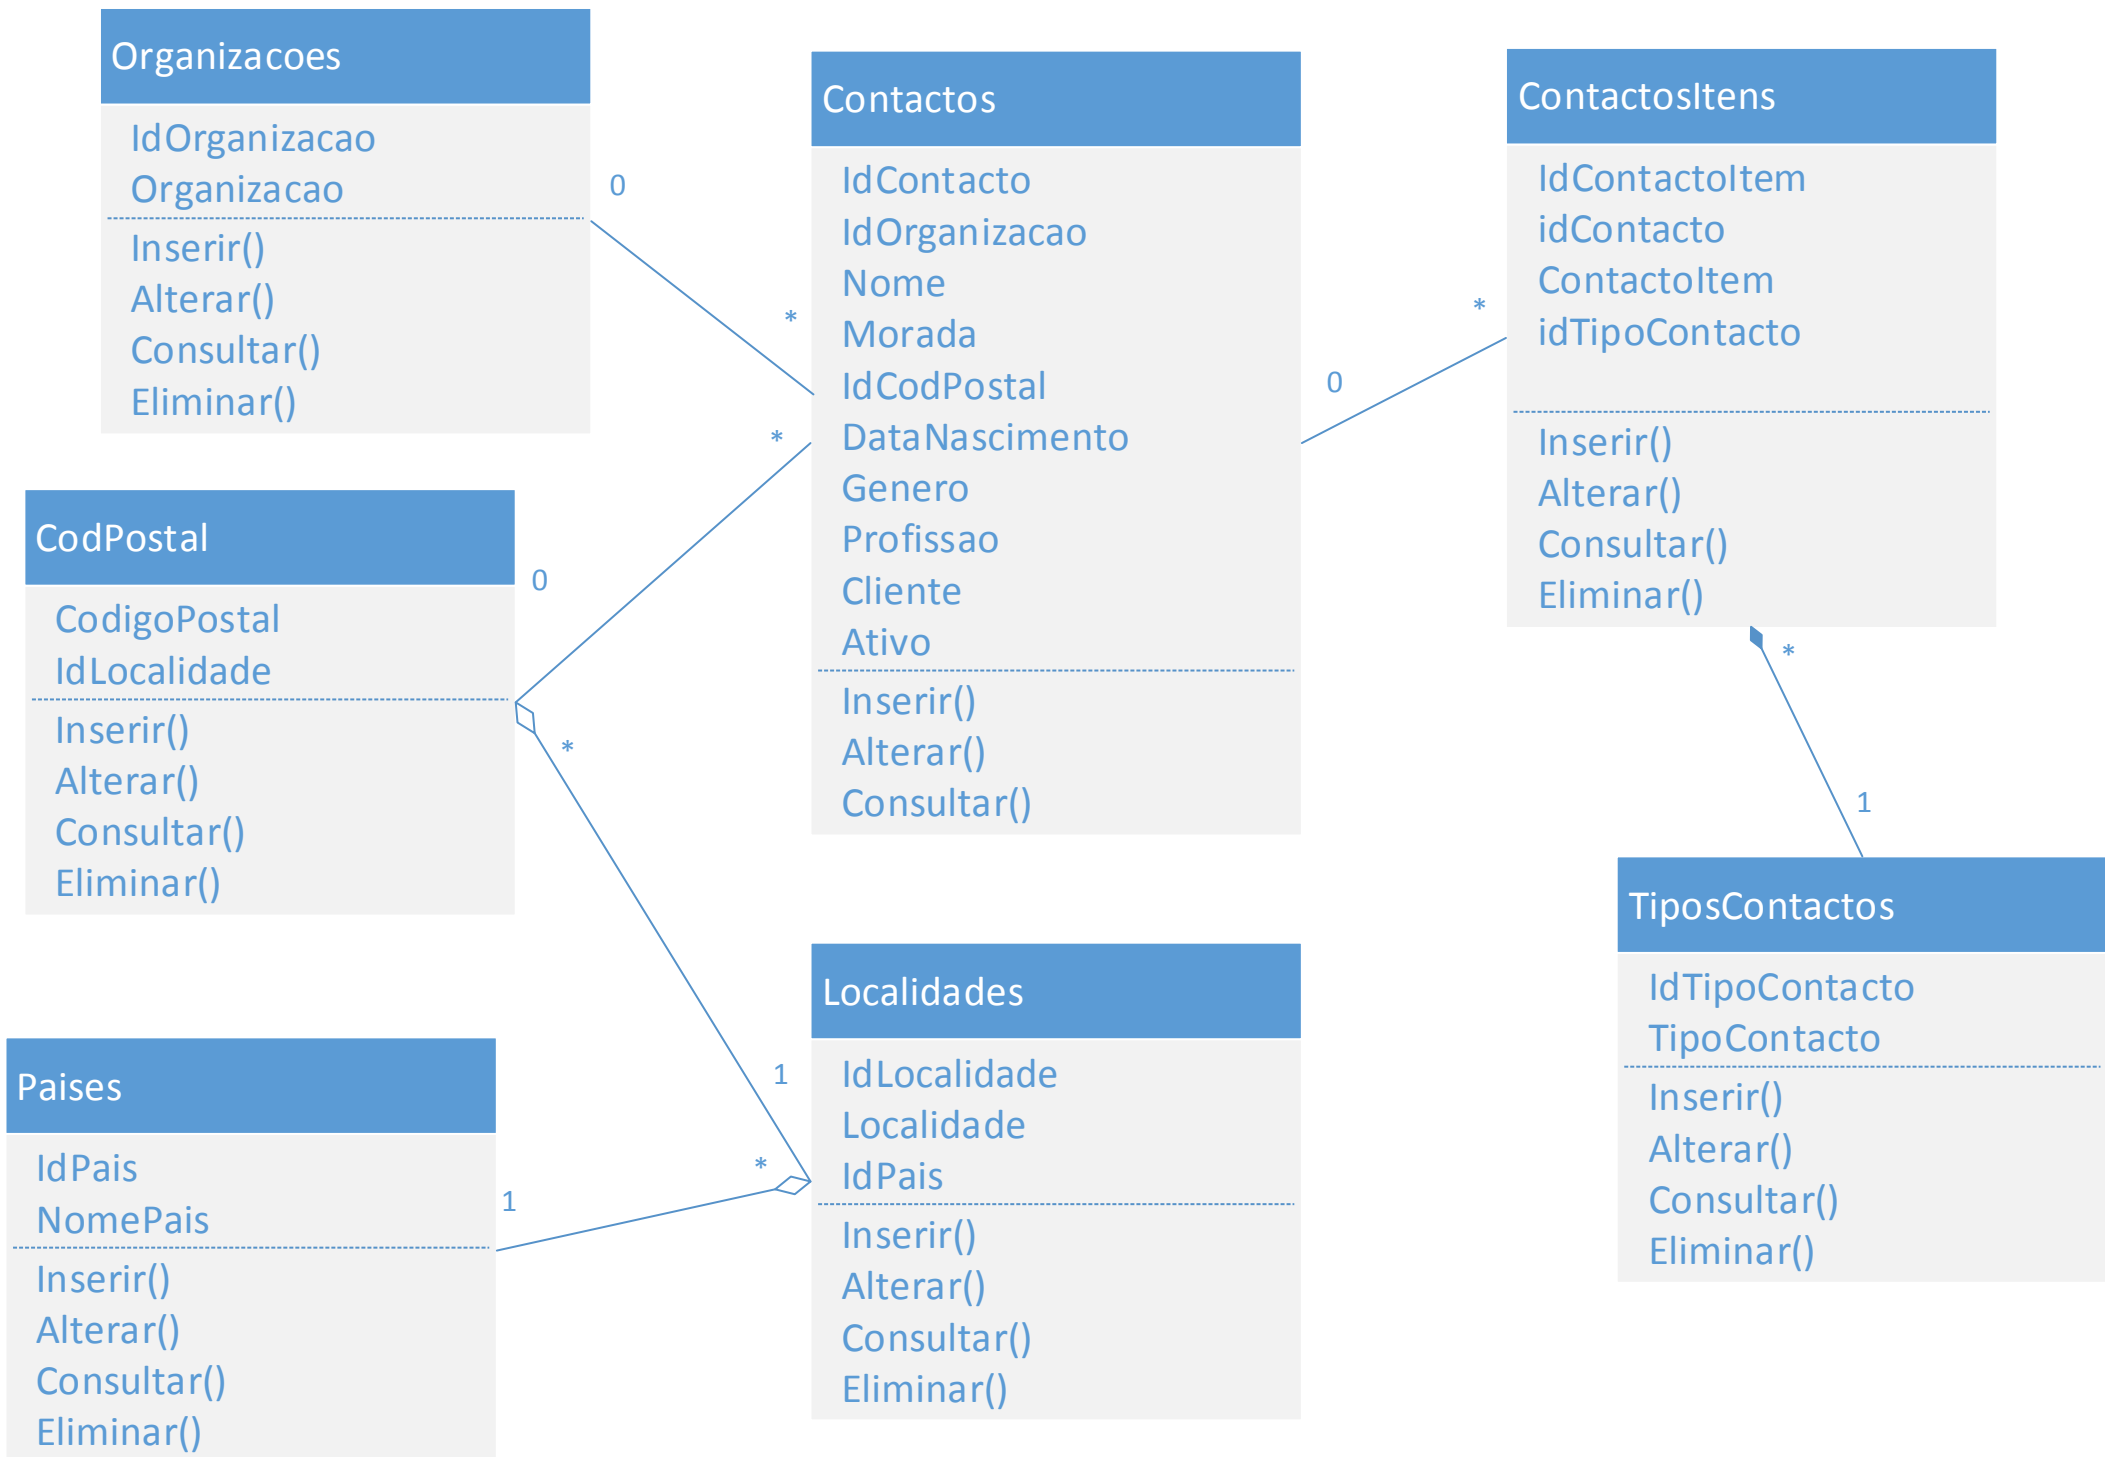 Organizacoes
IdOrganizacao
Organizacao
Inserir()
Alterar()
Consultar()
Eliminar()
0
*
Contactos
IdContacto
IdOrganizacao
Nome
Morada
IdCodPostal
DataNascimento
Genero
Profissao
Cliente
Ativo
Inserir()
Alterar()
Consultar()
0
*
ContactosItens
IdContactoItem
idContacto
ContactoItem
idTipoContacto
Inserir()
Alterar()
Consultar()
Eliminar()
*
1
CodPostal
CodigoPostal
IdLocalidade
Inserir()
Alterar()
Consultar()
Eliminar()
0
*
*
1
TiposContactos
IdTipoContacto
TipoContacto
Inserir()
Alterar()
Consultar()
Eliminar()
Localidades
IdLocalidade
Localidade
IdPais
Inserir()
Alterar()
Consultar()
Eliminar()
*
1
Paises
IdPais
NomePais
Inserir()
Alterar()
Consultar()
Eliminar()